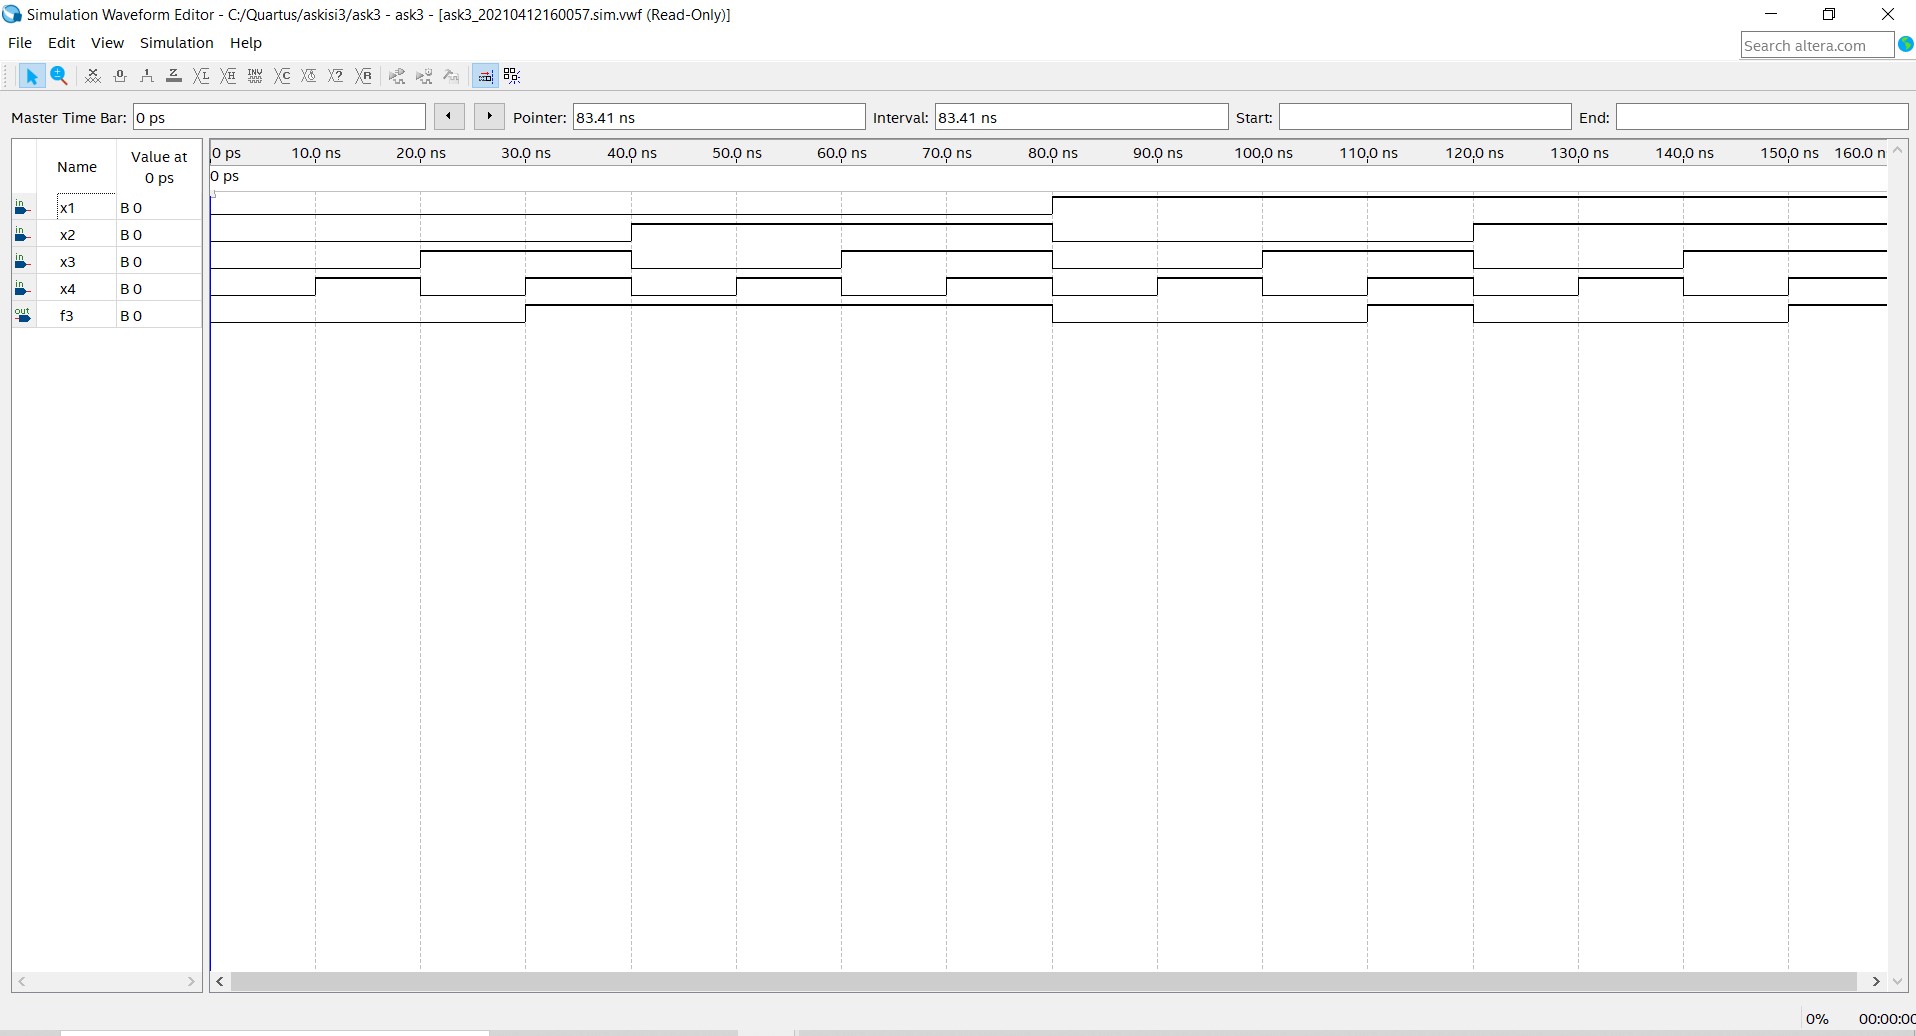 Simulation Waveform Editor - C:/Quartus/askisi3/ask3 - ask3 - [ask3_20210412160057.sim.vwf (Read-Only)]
File Edit View Simulation Help
Search altera.com
Master Time Bar: 0 ps Pointer: 83.41 ns Interval: 83.41 ns Start: End:
Name Value at 0 ps
0 ps 10.0 ns 20.0 ns 30.0 ns 40.0 ns 50.0 ns 60.0 ns 70.0 ns 80.0 ns 90.0 ns 100.0 ns 110.0 ns 120.0 ns 130.0 ns 140.0 ns 150.0 ns 160.0 n
0 ps
in x1 B 0
in x2 B 0
in x3 B 0
in x4 B 0
out f3 B 0
0% 00:00:00